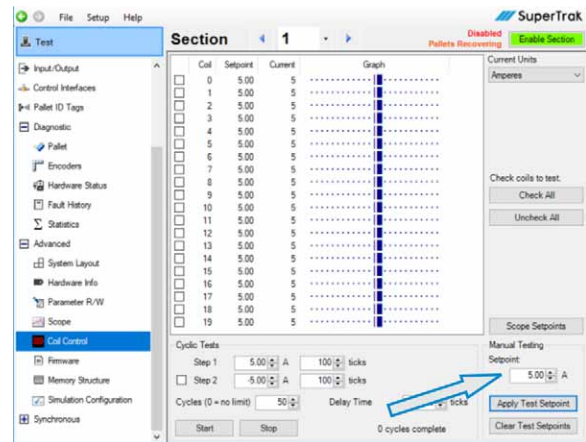 File Setup Help
SuperTrak
Test
Section 1
Disabled
Pallets Recovering
Enable Section
Input/Output
Control Interfaces
Pallet ID Tags
Diagnostic
Pallet
Encoders
Hardware Status
Fault History
Statistics
Advanced
System Layout
Hardware Info
Parameter R/W
Scope
Coil Control
Firmware
Memory Structure
Simulation Configuration
Synchronous
Coil Setpoint Current Graph
0 5.00 5
1 5.00 5
2 5.00 5
3 5.00 5
4 5.00 5
5 5.00 5
6 5.00 5
7 5.00 5
8 5.00 5
9 5.00 5
10 5.00 5
11 5.00 5
12 5.00 5
13 5.00 5
14 5.00 5
15 5.00 5
16 5.00 5
17 5.00 5
18 5.00 5
19 5.00 5
Current Units
Amperes
Check coils to test.
Check All
Uncheck All
Scope Setpoints
Cyclic Tests
Step 1 5.00 A 100 ticks
Step 2 -5.00 A 100 ticks
Cycles (0 = no limit) 50 Delay Time ticks
Start Stop 0 cycles complete
Manual Testing
Setpoint:
5.00 A
Apply Test Setpoint
Clear Test Setpoints